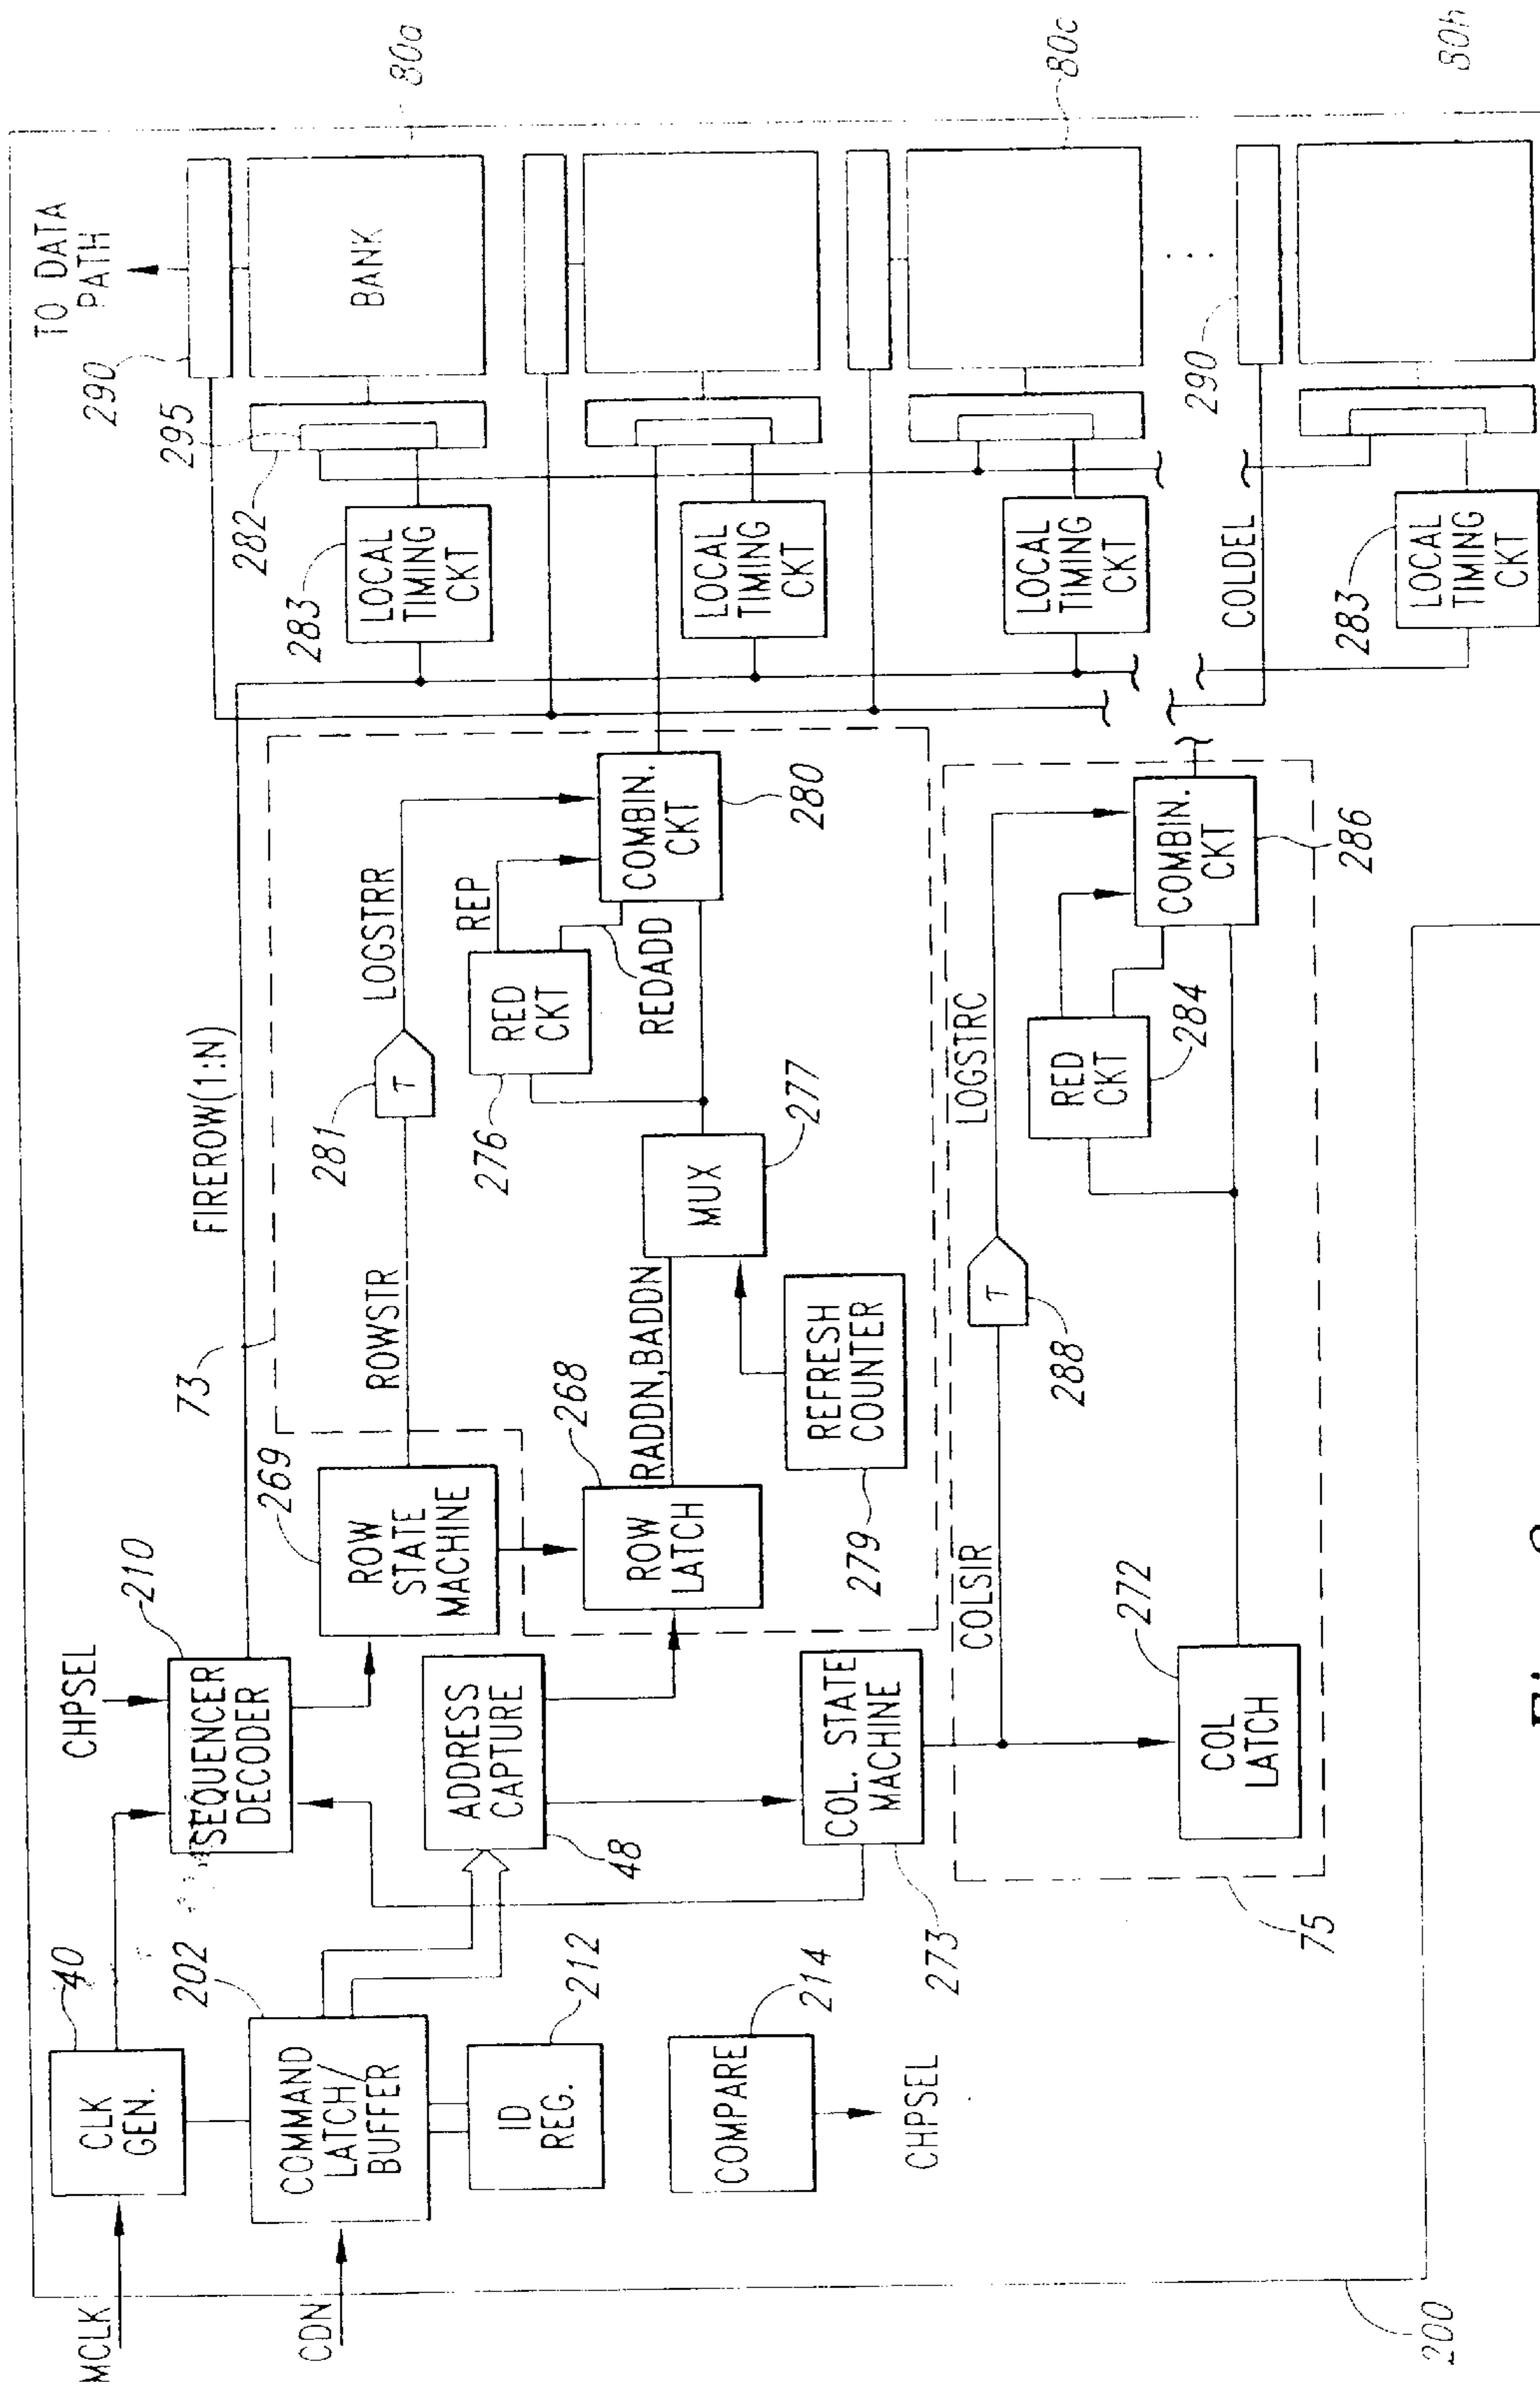 MCLK
CDN
40
CLK
GEN.
202
COMMAND
LATCH/
BUFFER
212
ID
REG.
214
COMPARE
CHPSEL
200
CHPSEL
210
SEQUENCER
DECODER
ADDRESS
CAPTURE
48
COL. STATE
MACHINE
273
75
73
FIREROW(1:N)
269
ROW
STATE
MACHINE
ROWSTR
268
ROW
LATCH
RADDN,BADDN
REFRESH
COUNTER
279
MUX
277
281
T
LOGSTRR
RED
CKT
276
REP
REDADD
COMBIN.
CKT
280
COLSIR
272
COL
LATCH
T
288
LOGSTRC
RED
CKT
284
COMBIN.
CKT
286
TO DATA
PATH
290
295
282
283
LOCAL
TIMING
CKT
BANK
80a
LOCAL
TIMING
CKT
LOCAL
TIMING
CKT
80c
COLDEL
290
283
LOCAL
TIMING
CKT
80h